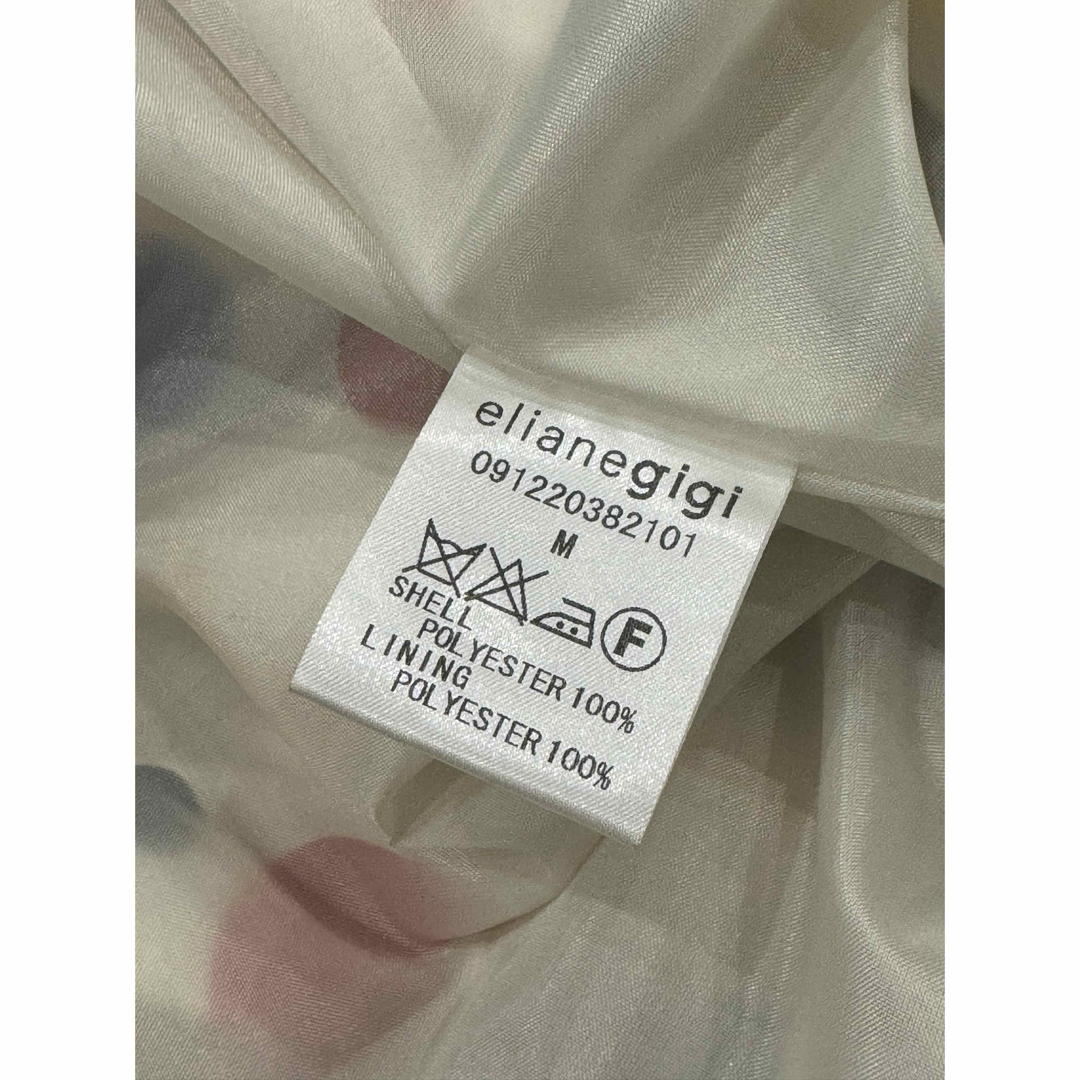 elianegigi
091220382101
M
F
SHELL
POLYESTER 100%
LINING
POLYESTER 100%